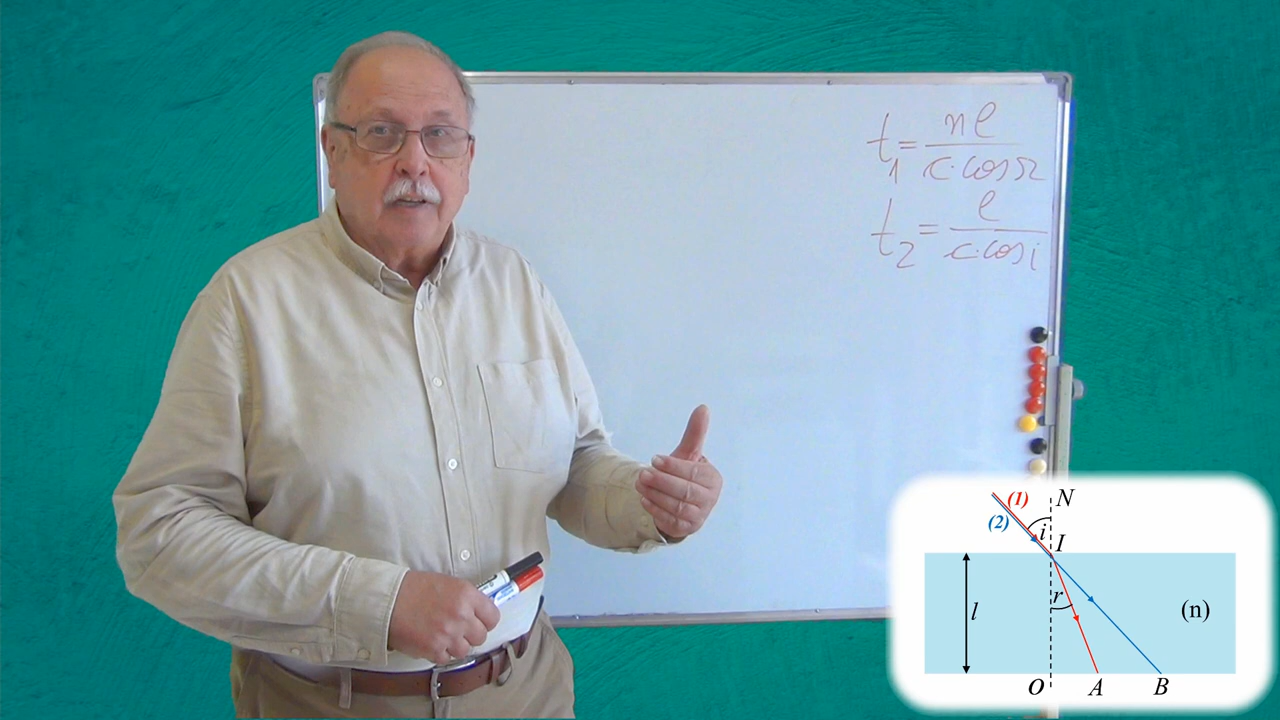 t₁ = nl / c·cos r
t₂ = l / c·cos i
(1) N
(2) i
I
r
l (n)
O A B